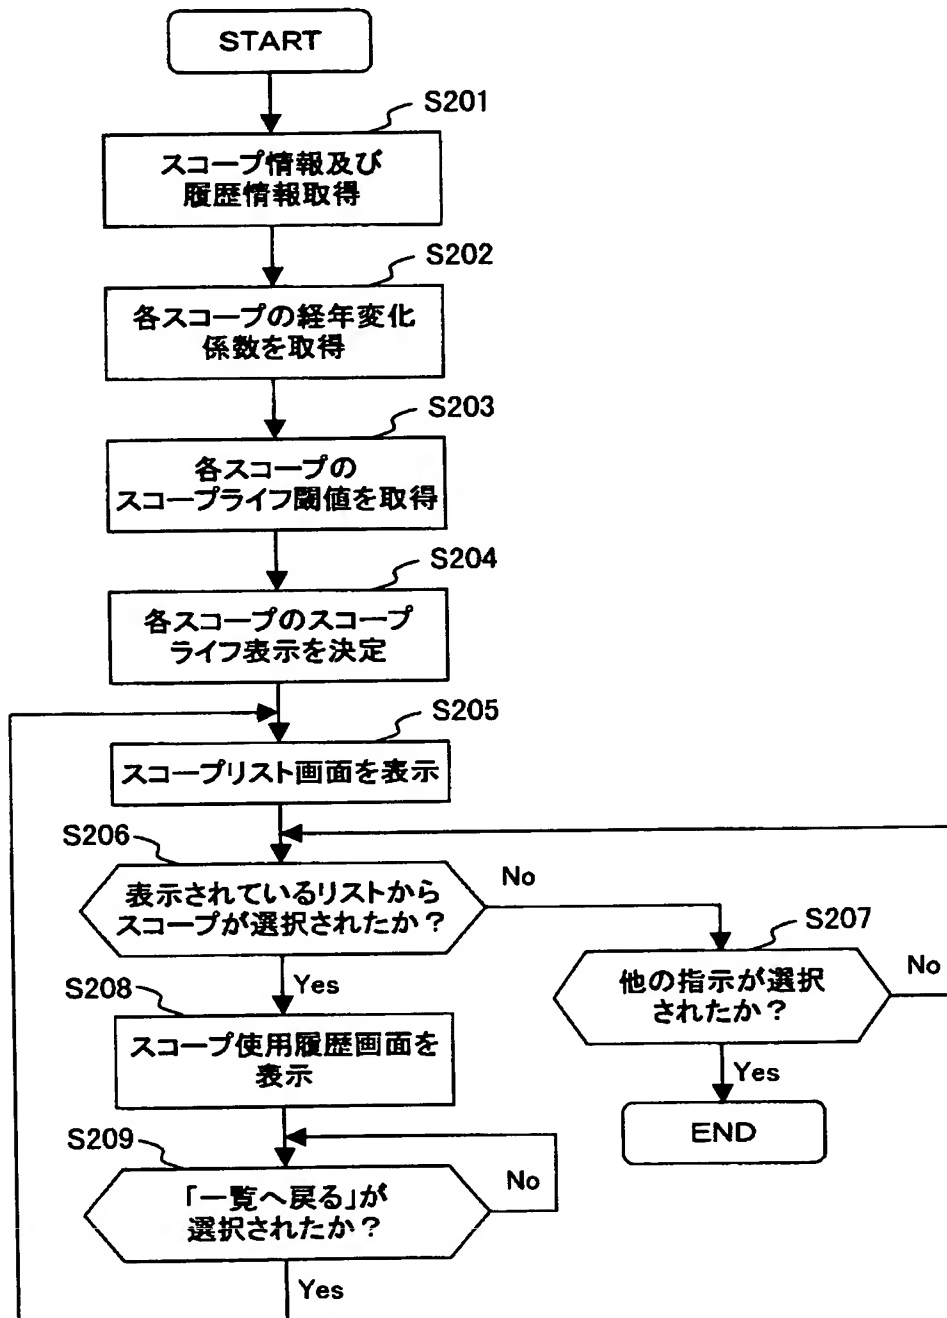 START
S201
スコープ情報及び
履歴情報取得
S202
各スコープの経年変化
係数を取得
S203
各スコープの
スコープライフ閾値を取得
S204
各スコープのスコープ
ライフ表示を決定
S205
スコープリスト画面を表示
S206
表示されているリストから
スコープが選択されたか?
No
S207
他の指示が選択
されたか?
No
Yes
END
Yes
S208
スコープ使用履歴画面を
表示
S209
「一覧へ戻る」が
選択されたか?
No
Yes